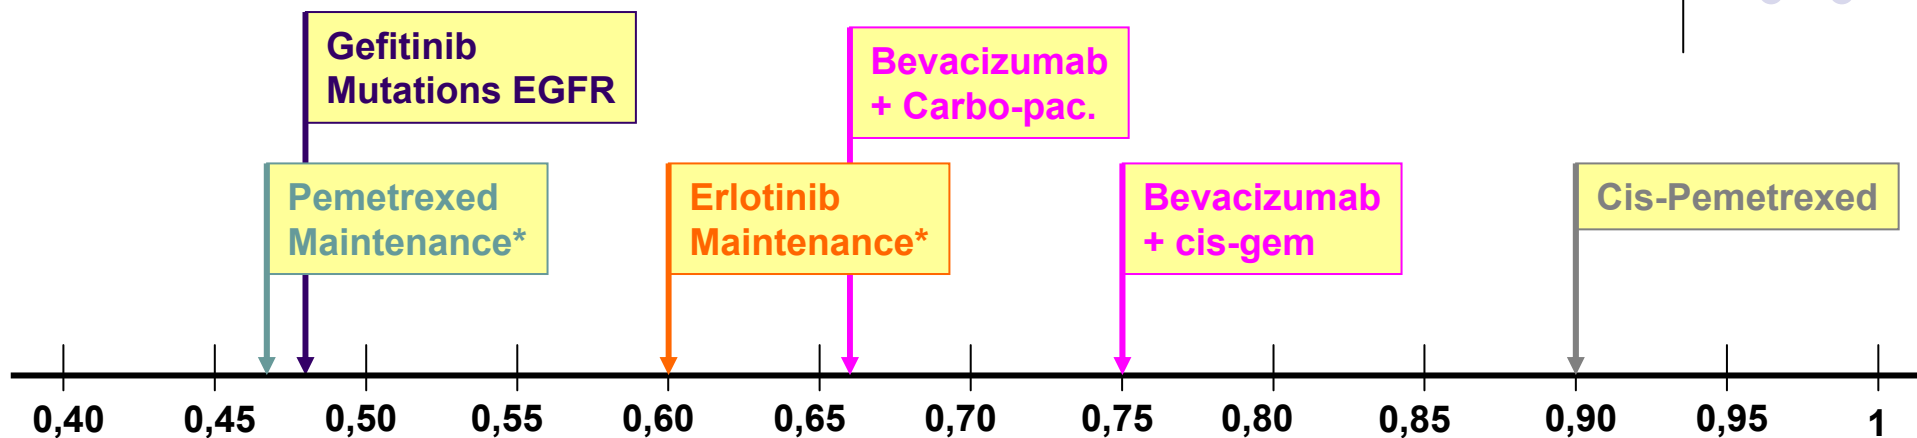 Gefitinib
Mutations EGFR
Bevacizumab
+ Carbo-pac.
Pemetrexed
Maintenance*
Erlotinib
Maintenance*
Bevacizumab
+ cis-gem
Cis-Pemetrexed
0,40 0,45 0,50 0,55 0,60 0,65 0,70 0,75 0,80 0,85 0,90 0,95 1